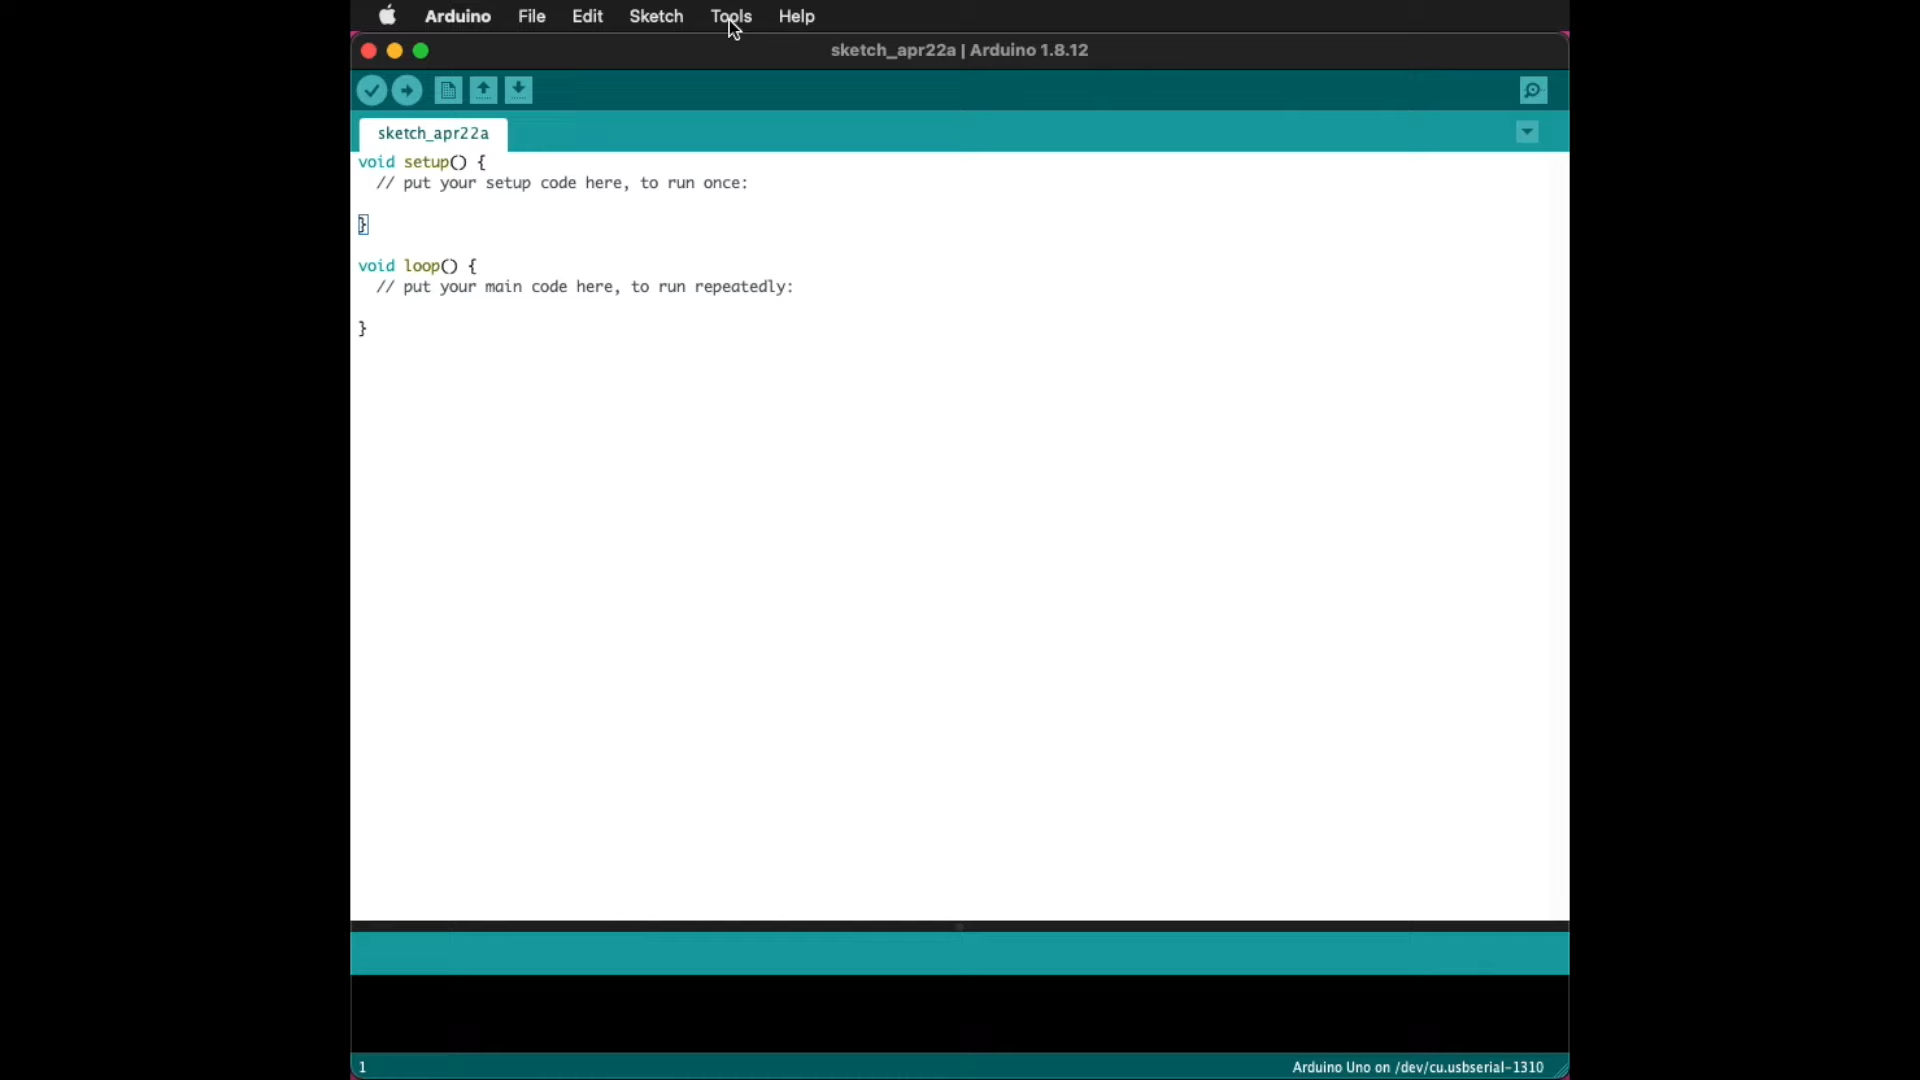 Arduino File Edit Sketch Tools Help
sketch_apr22a | Arduino 1.8.12
sketch_apr22a
void setup() {
// put your setup code here, to run once:
}
void loop() {
// put your main code here, to run repeatedly:
}
1
Arduino Uno on /dev/cu.usbserial-1310